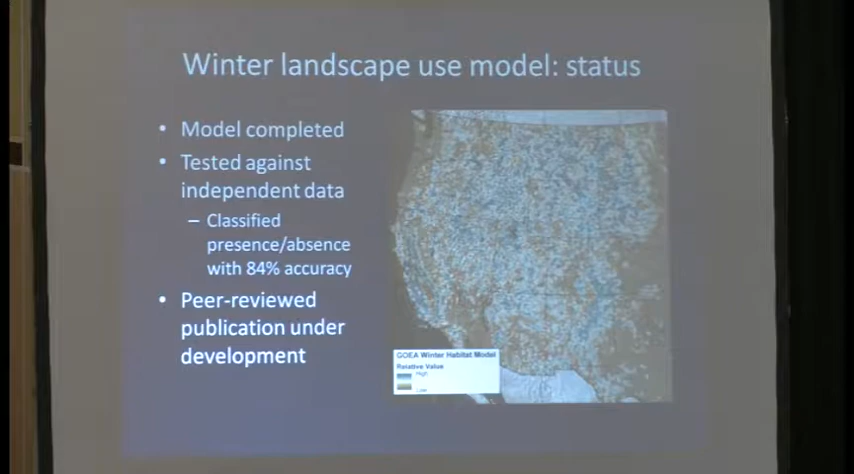 Winter landscape use model: status
• Model completed
• Tested against
independent data
– Classified
presence/absence
with 84% accuracy
• Peer-reviewed
publication under
development
GOEA Winter Habitat Model
Relative Value
High
Low